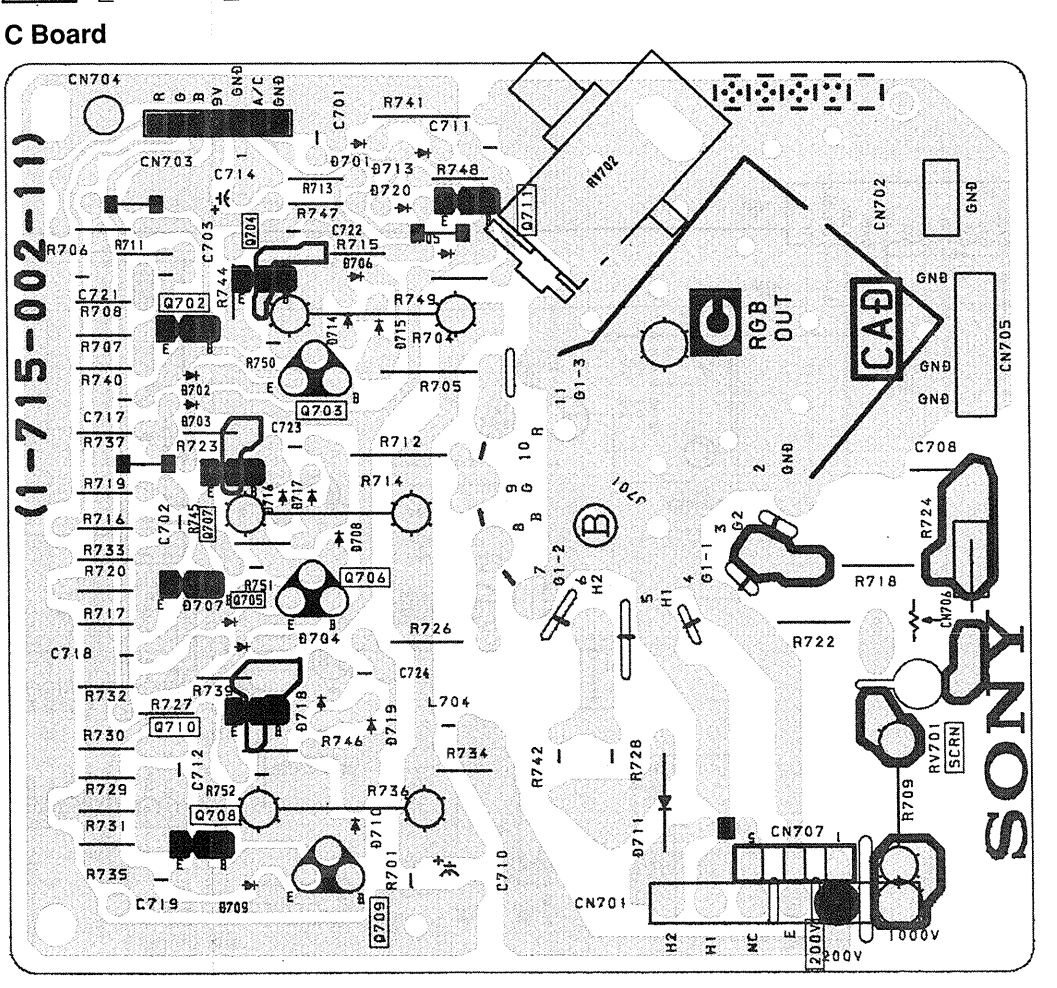 C Board
CN704
R G B 9V GND A/C GND
C701
R741
C711
CN703
1
C714
D701
D713
R748
R713
D720
RV702
Q711
E
CN702
GND
(1-715-002-11)
R706
R711
C703
Q704
R747
C722
R715
D706
C721
R708
Q702
R744
E
B
R749
GND
CAD
C
RGB OUT
CN705
R707
E
B
D714
D715
R704
R750
GND
R740
D702
E
B
Q703
R705
11
G1-3
GND
C717
D703
C723
R737
R723
R712
10
R
2
GND
C708
R719
E
B
D716
D717
R714
9
G
J701
R716
C702
R745
Q707
8
B
B
3
G2
R724
R733
D708
7
G1-2
G1-1
R720
R751
Q706
6
H2
4
R718
E
D707
B
Q705
5
H1
CN706
R717
E
B
D704
R726
R722
C718
SONY
R739
C724
R732
R727
D718
L704
Q710
E
B
D719
R730
R746
R734
R742
R728
RV701
SCRN
C712
R729
R752
R736
R709
Q708
R731
D710
D711
5
CN707
1
E
B
R701
C710
R735
E
B
CN701
C719
D709
Q709
H2
H1
NC
E
200V
200V
1000V